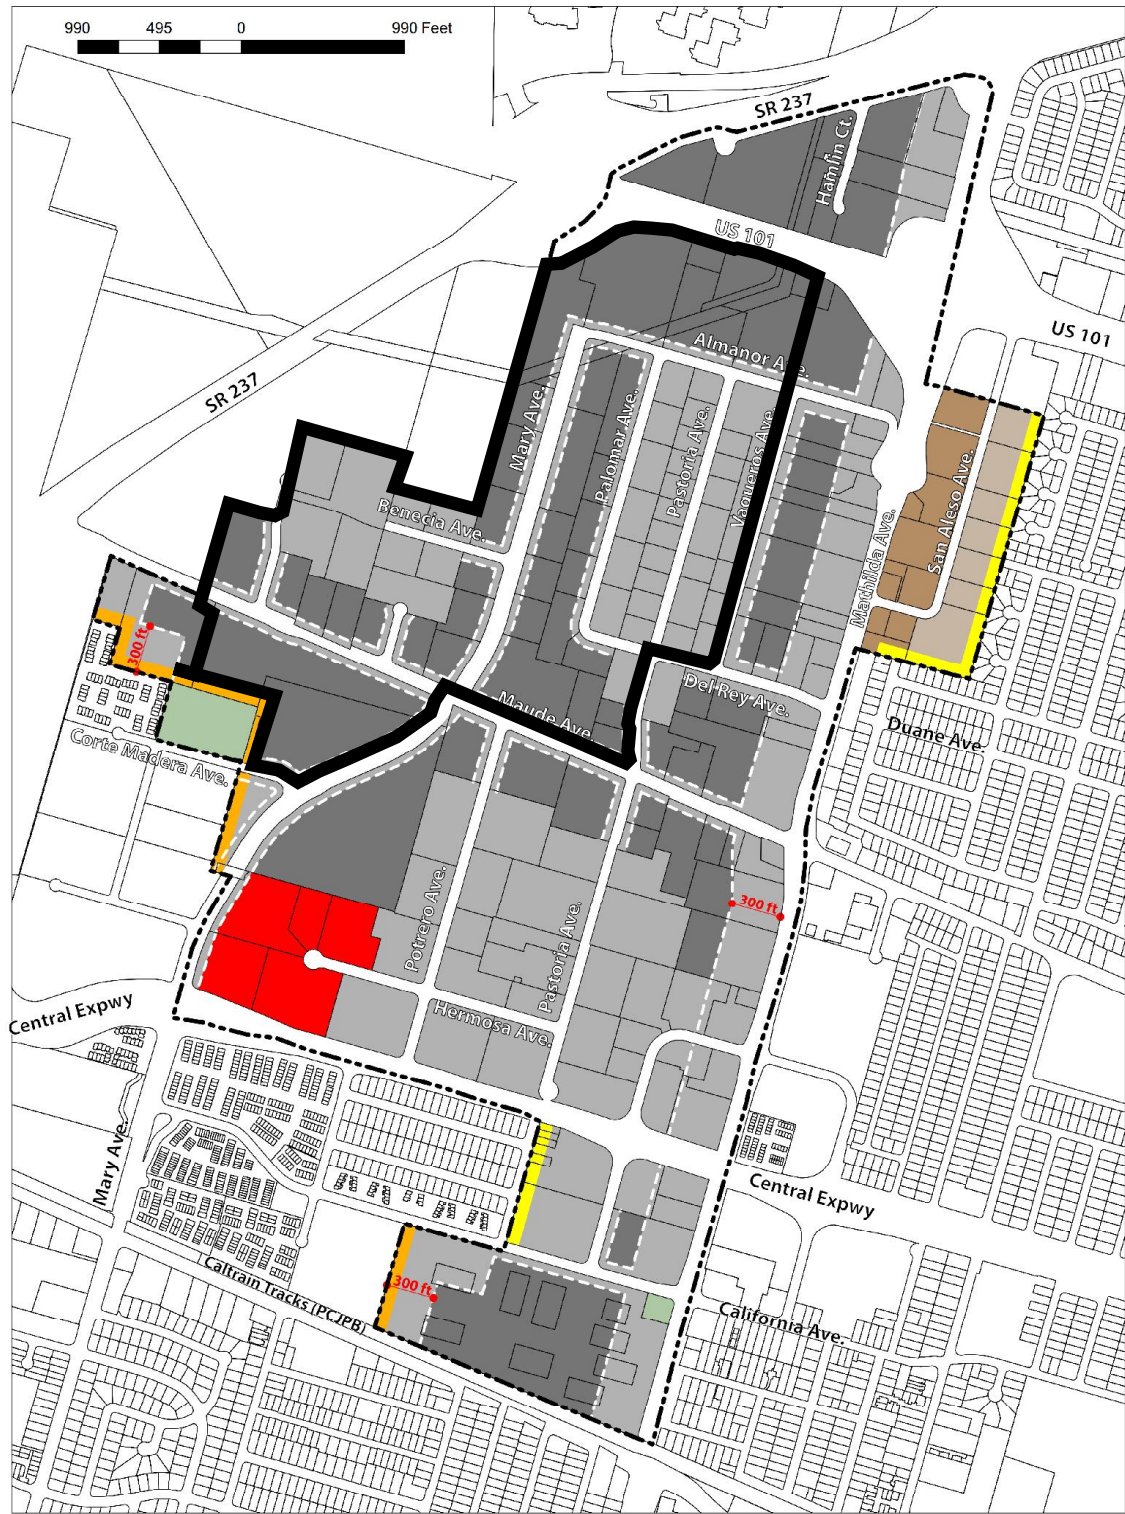 990 495 0 990 Feet
SR 237
Hamlin Ct.
US 101
US 101
Almanor Ave.
SR 237
Mary Ave.
Palomar Ave.
Pastoria Ave.
Vaqueros Ave.
Benecia Ave.
San Aleso Ave.
Mathilda Ave.
300 ft
Maude Ave.
Del Rey Ave.
Duane Ave.
Corte Madera Ave.
300 ft
Potrero Ave.
Pastoria Ave.
Central Expwy
Hermosa Ave.
Mary Ave.
Central Expwy
Caltrain Tracks (PCJPB)
300 ft
California Ave.